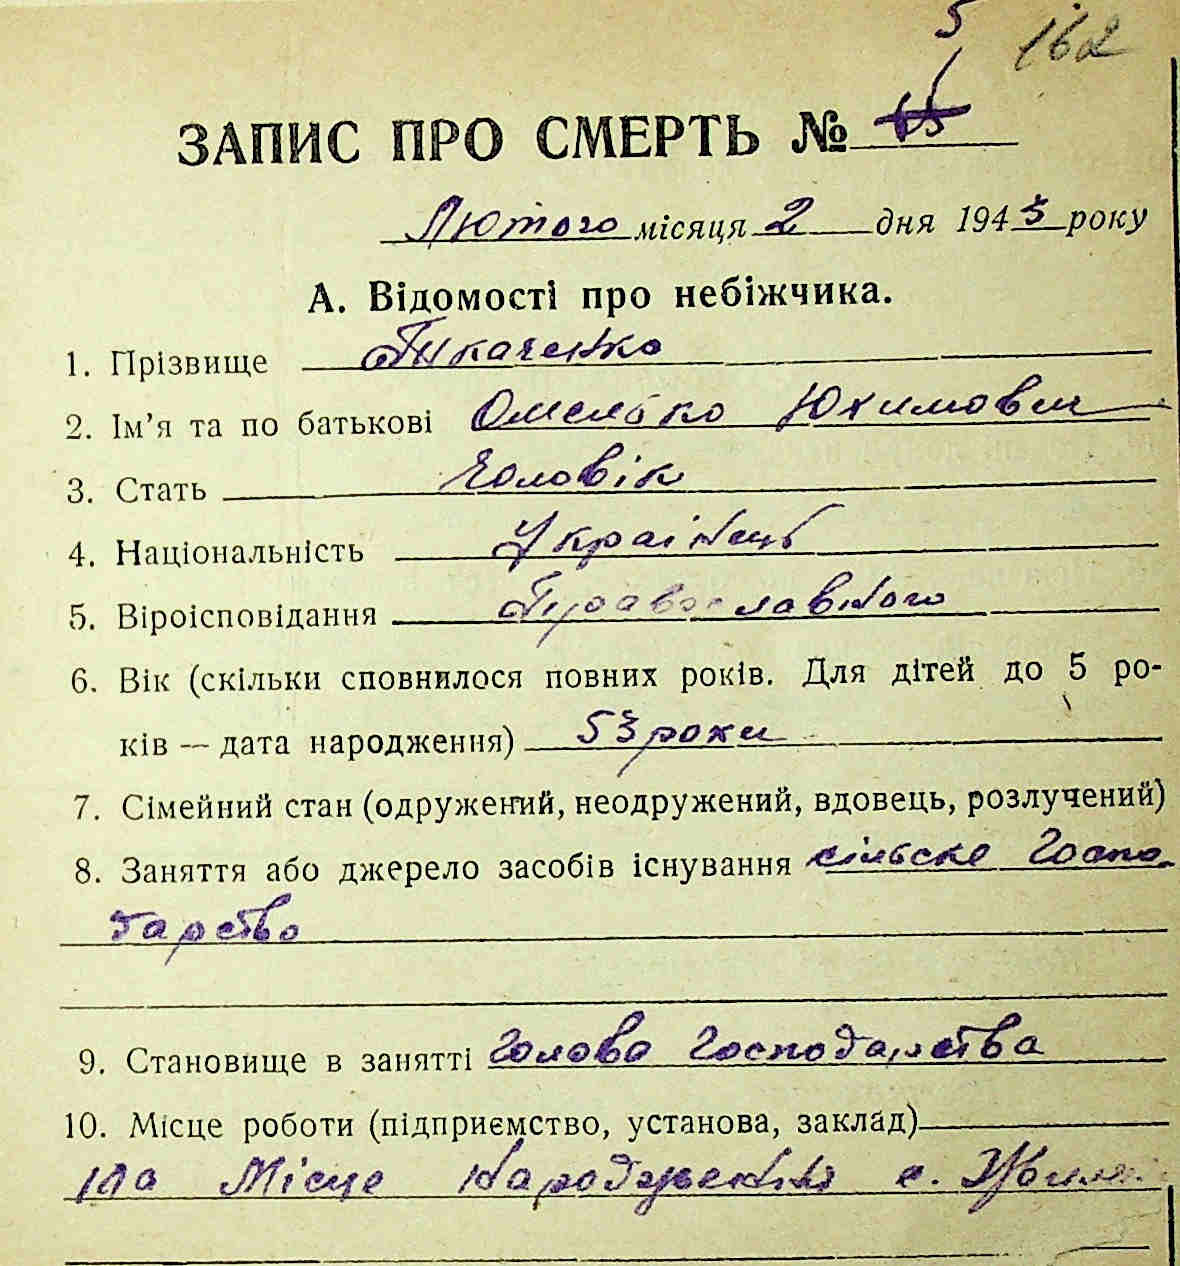 5 162
ЗАПИС ПРО СМЕРТЬ №
Лютого місяця 2 дня 1943 року
А. Відомості про небіжчика.
1. Прізвище Ткаченко
2. Ім'я та по батькові Омелько Юхимович
3. Стать Чоловік
4. Національність Українець
5. Віроісповідання Православного
6. Вік (скільки сповнилося повних років. Для дітей до 5 ро-
ків — дата народження) 53 роки
7. Сімейний стан (одружений, неодружений, вдовець, розлучений)
8. Заняття або джерело засобів існування сільске Госпо-
тарство
9. Становище в занятті Голова Господарства
10. Місце роботи (підприємство, установа, заклад)
10а Місце Народження с.